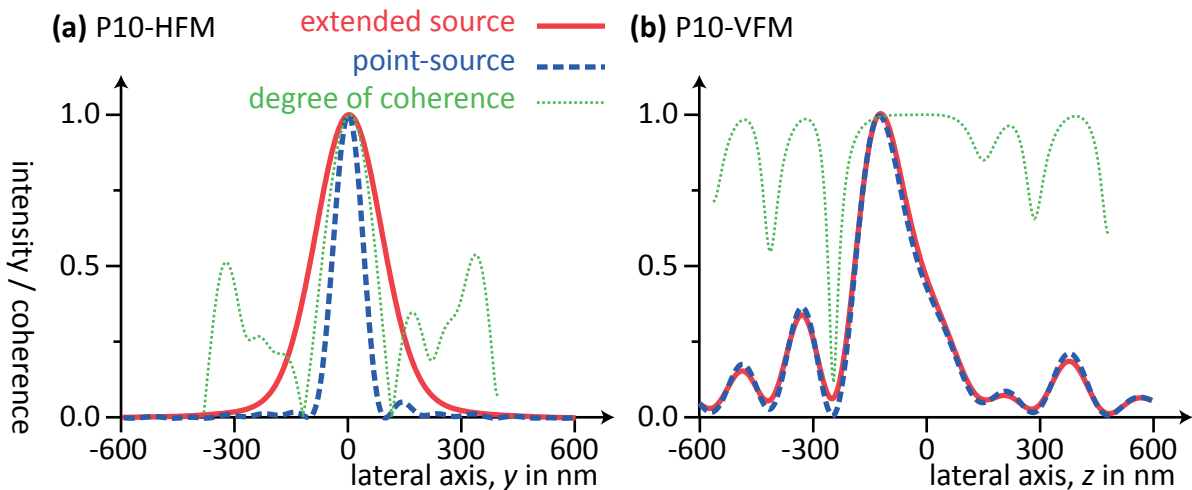 (a) P10-HFM
extended source
point-source
degree of coherence
(b) P10-VFM
intensity / coherence
1.0
0.5
0.0
-600 -300 0 300 600
lateral axis, y in nm
1.0
0.5
0.0
-600 -300 0 300 600
lateral axis, z in nm